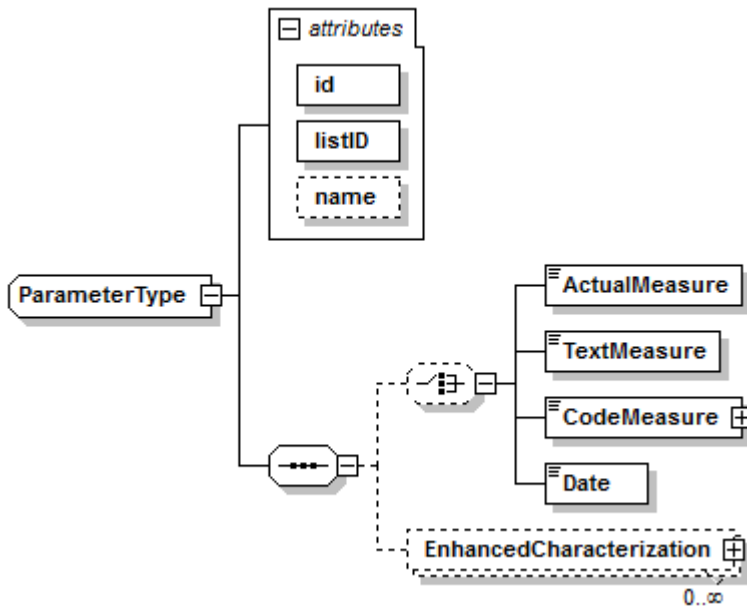 attributes
id
listID
name
ParameterType
ActualMeasure
TextMeasure
CodeMeasure
Date
EnhancedCharacterization
0..∞